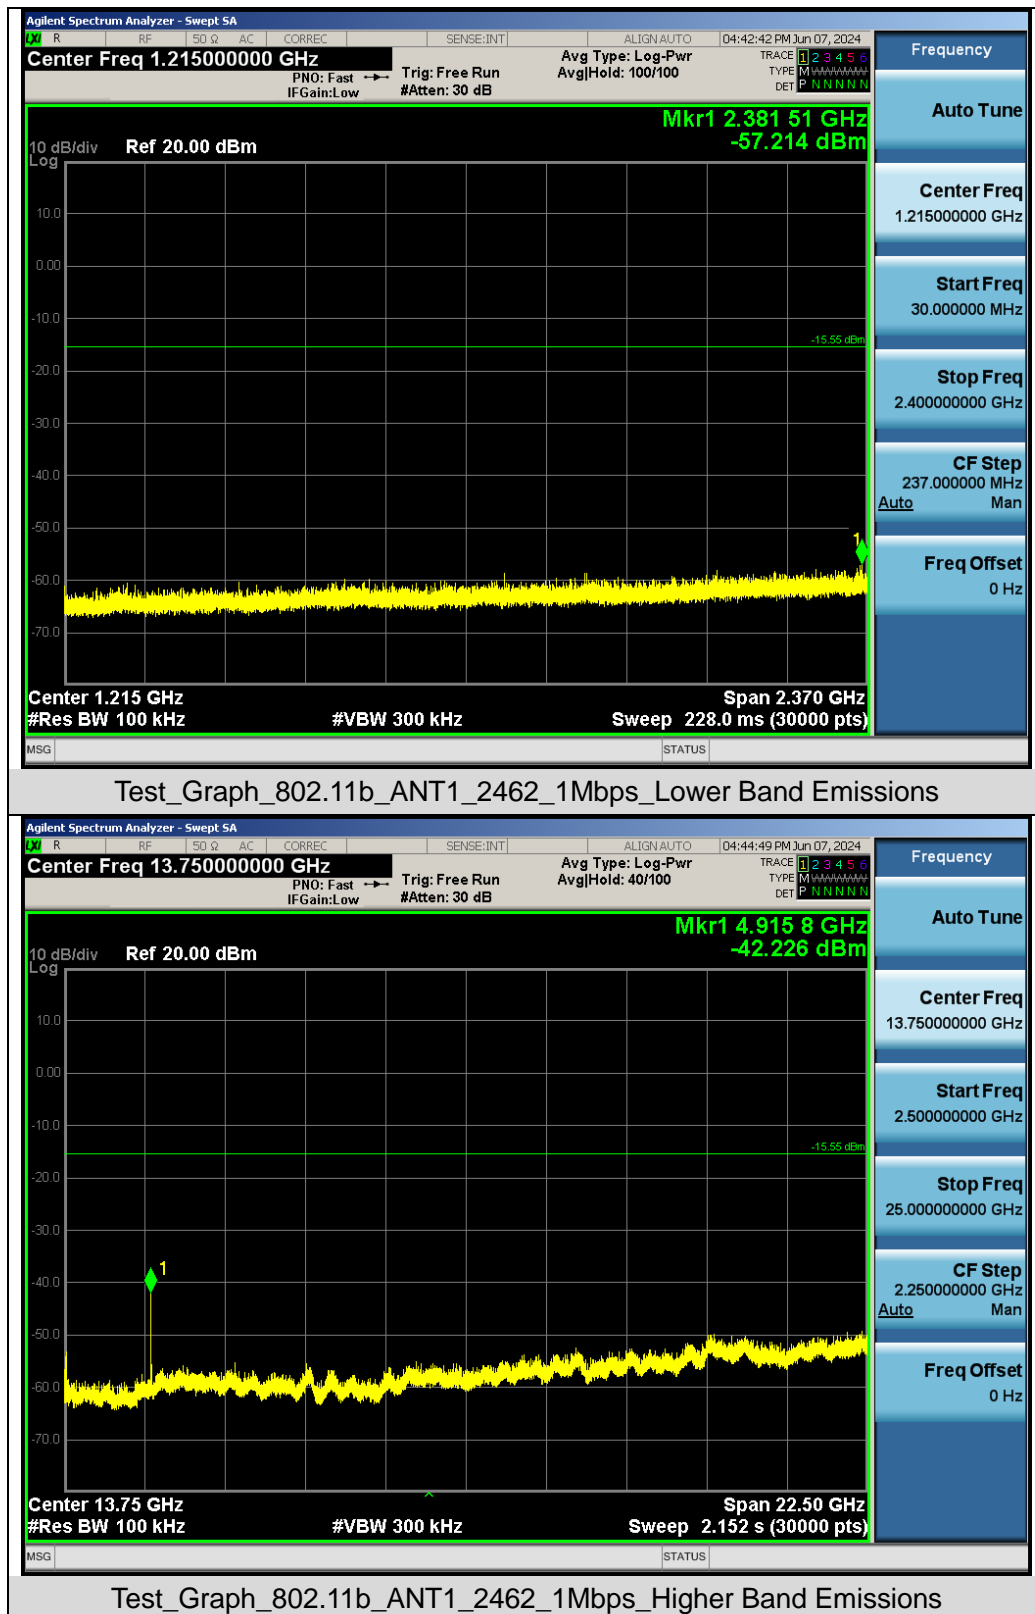 Agilent Spectrum Analyzer - Swept SA
LXI R RF 50 Ω AC CORREC SENSE:INT ALIGN AUTO 04:42:42 PM Jun 07, 2024
Center Freq 1.215000000 GHz
PNO: Fast
IFGain:Low
Trig: Free Run
#Atten: 30 dB
Avg Type: Log-Pwr
Avg|Hold: 100/100
TRACE 1 2 3 4 5 6
TYPE M
DET P N N N N N
Mkr1 2.381 51 GHz
-57.214 dBm
10 dB/div Ref 20.00 dBm
Log
10.0
0.00
-10.0
-15.55 dBm
-20.0
-30.0
-40.0
-50.0
1
-60.0
-70.0
Center 1.215 GHz Span 2.370 GHz
#Res BW 100 kHz #VBW 300 kHz Sweep 228.0 ms (30000 pts)
MSG STATUS
Frequency
Auto Tune
Center Freq
1.215000000 GHz
Start Freq
30.000000 MHz
Stop Freq
2.400000000 GHz
CF Step
237.000000 MHz
Auto Man
Freq Offset
0 Hz
Test_Graph_802.11b_ANT1_2462_1Mbps_Lower Band Emissions
Agilent Spectrum Analyzer - Swept SA
LXI R RF 50 Ω AC CORREC SENSE:INT ALIGN AUTO 04:44:49 PM Jun 07, 2024
Center Freq 13.750000000 GHz
PNO: Fast
IFGain:Low
Trig: Free Run
#Atten: 30 dB
Avg Type: Log-Pwr
Avg|Hold: 40/100
TRACE 1 2 3 4 5 6
TYPE M
DET P N N N N N
Mkr1 4.915 8 GHz
-42.226 dBm
10 dB/div Ref 20.00 dBm
Log
10.0
0.00
-10.0
-15.55 dBm
-20.0
-30.0
1
-40.0
-50.0
-60.0
-70.0
Center 13.75 GHz Span 22.50 GHz
#Res BW 100 kHz #VBW 300 kHz Sweep 2.152 s (30000 pts)
MSG STATUS
Frequency
Auto Tune
Center Freq
13.750000000 GHz
Start Freq
2.500000000 GHz
Stop Freq
25.000000000 GHz
CF Step
2.250000000 GHz
Auto Man
Freq Offset
0 Hz
Test_Graph_802.11b_ANT1_2462_1Mbps_Higher Band Emissions